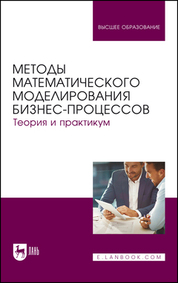 ВЫСШЕЕ ОБРАЗОВАНИЕ
МЕТОДЫ
МАТЕМАТИЧЕСКОГО
МОДЕЛИРОВАНИЯ
БИЗНЕС-ПРОЦЕССОВ
Теория и практикум
ЛАНЬ
E.LANBOOK.COM